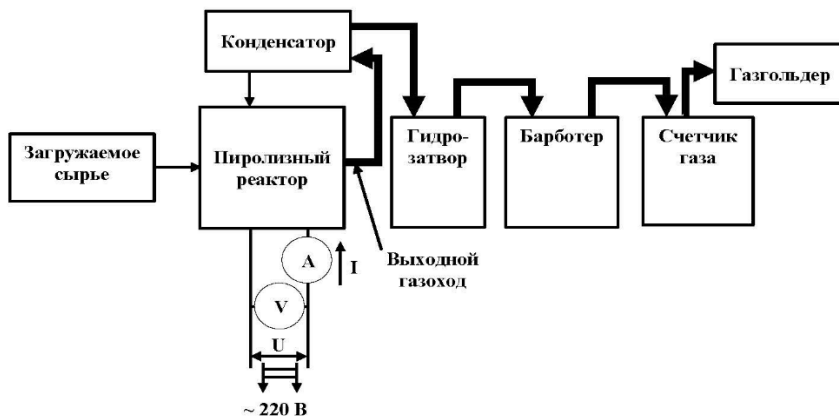 Конденсатор
Газгольдер
Загружаемое
сырье
Пиролизный
реактор
Гидро-
затвор
Барботер
Счетчик
газа
Выходной
газоход
A
I
V
U
~ 220 В